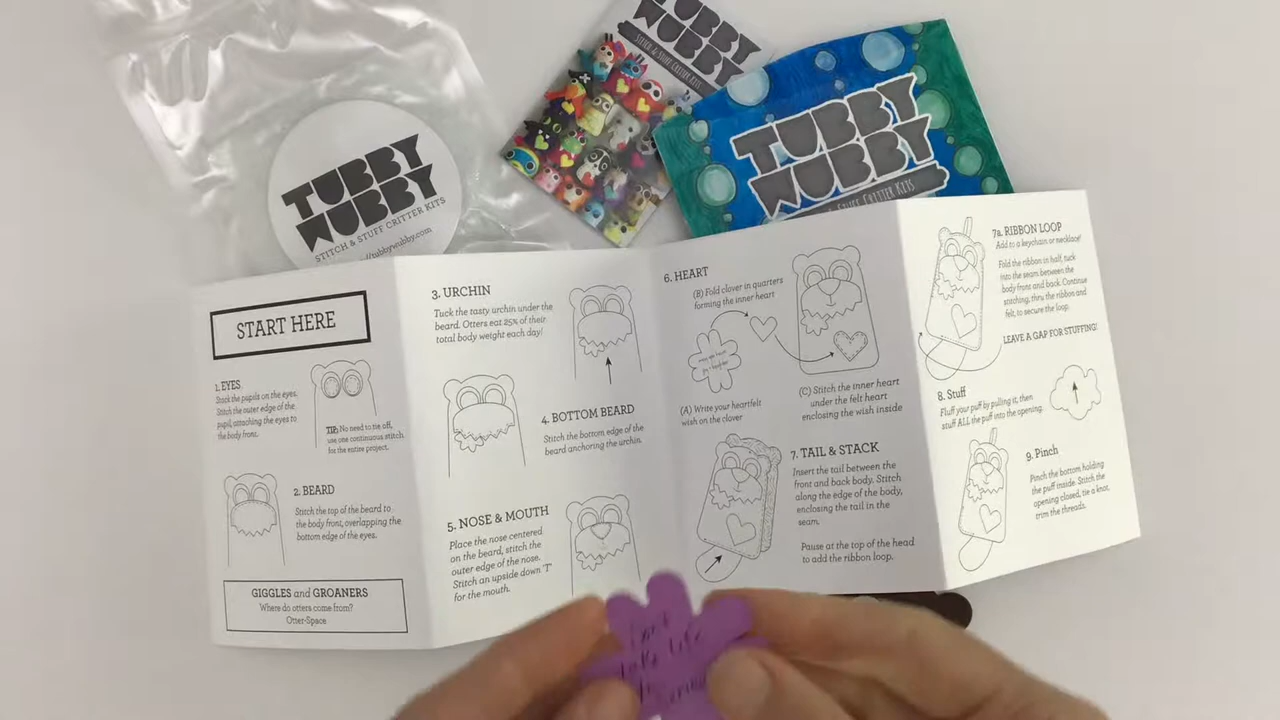 TUBBY
WUBBY
STITCH & STUFF CRITTER KITS
//tubbywubby.com
TUBBY
WUBBY
STITCH & STUFF CRITTER KITS
TUBBY
WUBBY
& STUFF CRITTER KITS
START HERE
1. EYES
Stack the pupils on the eyes.
Stitch the outer edge of the
pupil, attaching the eyes to
the body front.
TIP: No need to tie off,
use one continuous stitch
for the entire project.
2. BEARD
Stitch the top of the beard to
the body front, overlapping the
bottom edge of the eyes.
GIGGLES and GROANERS
Where do otters come from?
Otter-Space
3. URCHIN
Tuck the tasty urchin under the
beard. Otters eat 25% of their
total body weight each day!
4. BOTTOM BEARD
Stitch the bottom edge of the
beard anchoring the urchin.
5. NOSE & MOUTH
Place the nose centered
on the beard, stitch the
outer edge of the nose.
Stitch an upside down 'T'
for the mouth.
6. HEART
(B) Fold clover in quarters
forming the inner heart
(A) Write your heartfelt
wish on the clover
(C) Stitch the inner heart
under the felt heart
enclosing the wish inside
7. TAIL & STACK
Insert the tail between the
front and back body. Stitch
along the edge of the body,
enclosing the tail in the
seam.
Pause at the top of the head
to add the ribbon loop.
7a. RIBBON LOOP
Add to a keychain or necklace!
Fold the ribbon in half, tuck
into the seam between the
body front and back. Continue
stitching, thru the ribbon and
felt, to secure the loop.
LEAVE A GAP FOR STUFFING!
8. Stuff
Fluff your puff by pulling it, then
stuff ALL the puff into the opening.
9. Pinch
Pinch the bottom holding
the puff inside. Stitch the
opening closed, tie a knot,
trim the threads.
Don't
take life